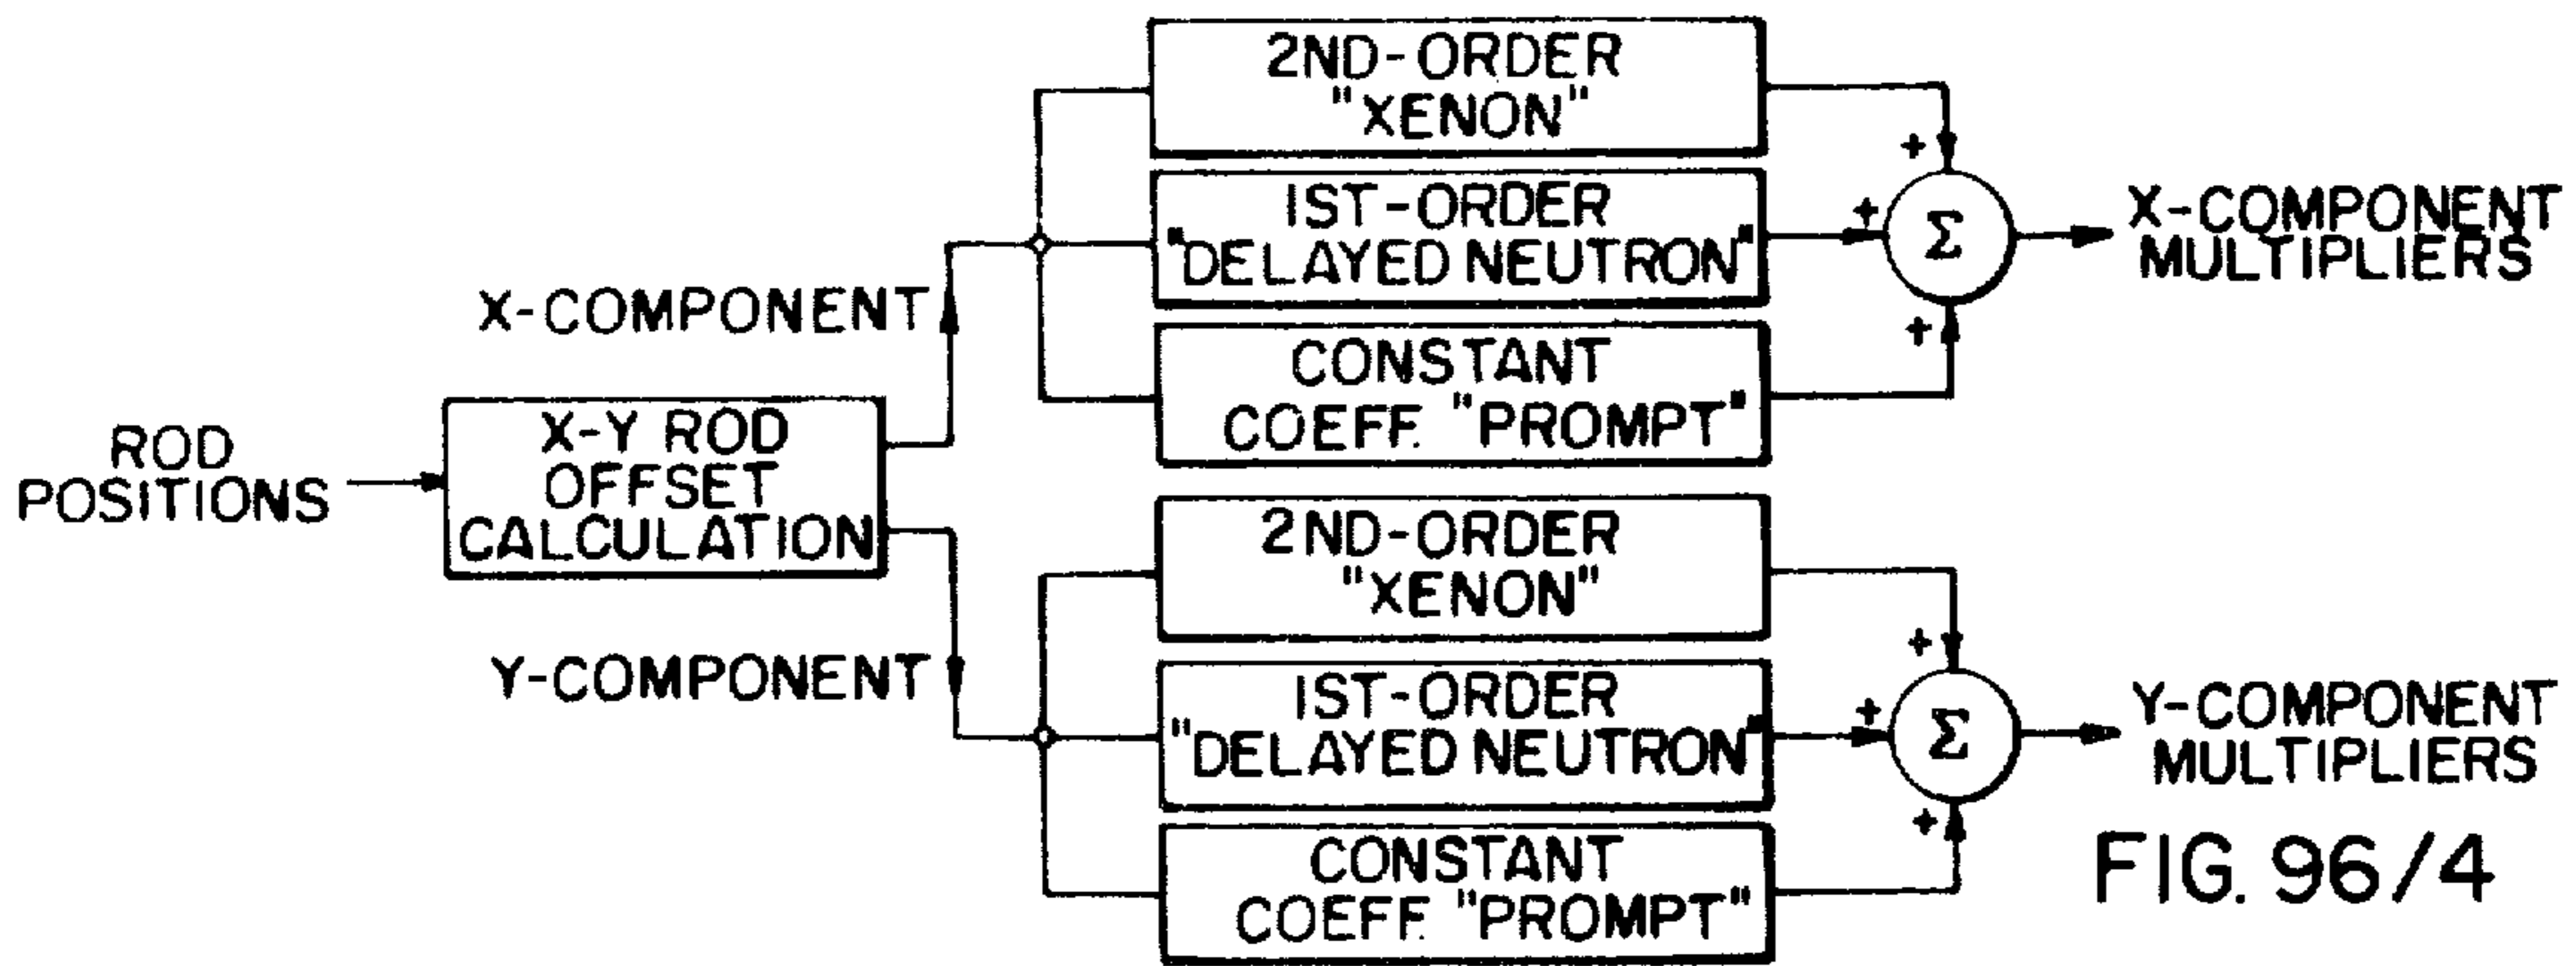 2ND-ORDER
"XENON"
1ST-ORDER
"DELAYED NEUTRON"
CONSTANT
COEFF. "PROMPT"
+
+
+
Σ
X-COMPONENT
MULTIPLIERS
X-COMPONENT
ROD
POSITIONS
X-Y ROD
OFFSET
CALCULATION
Y-COMPONENT
2ND-ORDER
"XENON"
1ST-ORDER
"DELAYED NEUTRON"
CONSTANT
COEFF. "PROMPT"
+
+
+
Σ
Y-COMPONENT
MULTIPLIERS
FIG. 96/4